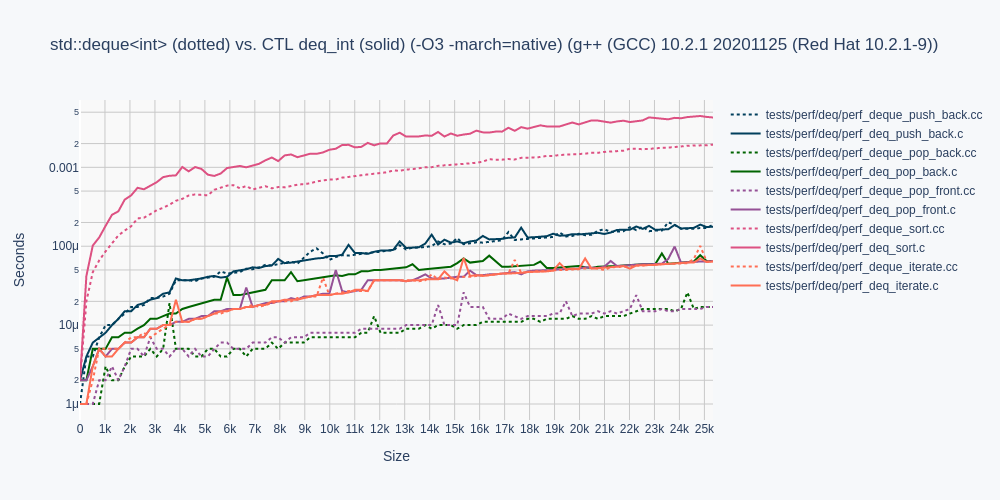 std::deque<int> (dotted) vs. CTL deq_int (solid) (-O3 -march=native) (g++ (GCC) 10.2.1 20201125 (Red Hat 10.2.1-9))
5
2
0.001
5
2
100μ
5
2
10μ
5
2
1μ
Seconds
0 1k 2k 3k 4k 5k 6k 7k 8k 9k 10k 11k 12k 13k 14k 15k 16k 17k 18k 19k 20k 21k 22k 23k 24k 25k
Size
tests/perf/deq/perf_deque_push_back.cc
tests/perf/deq/perf_deq_push_back.c
tests/perf/deq/perf_deque_pop_back.cc
tests/perf/deq/perf_deq_pop_back.c
tests/perf/deq/perf_deque_pop_front.cc
tests/perf/deq/perf_deq_pop_front.c
tests/perf/deq/perf_deque_sort.cc
tests/perf/deq/perf_deq_sort.c
tests/perf/deq/perf_deque_iterate.cc
tests/perf/deq/perf_deq_iterate.c